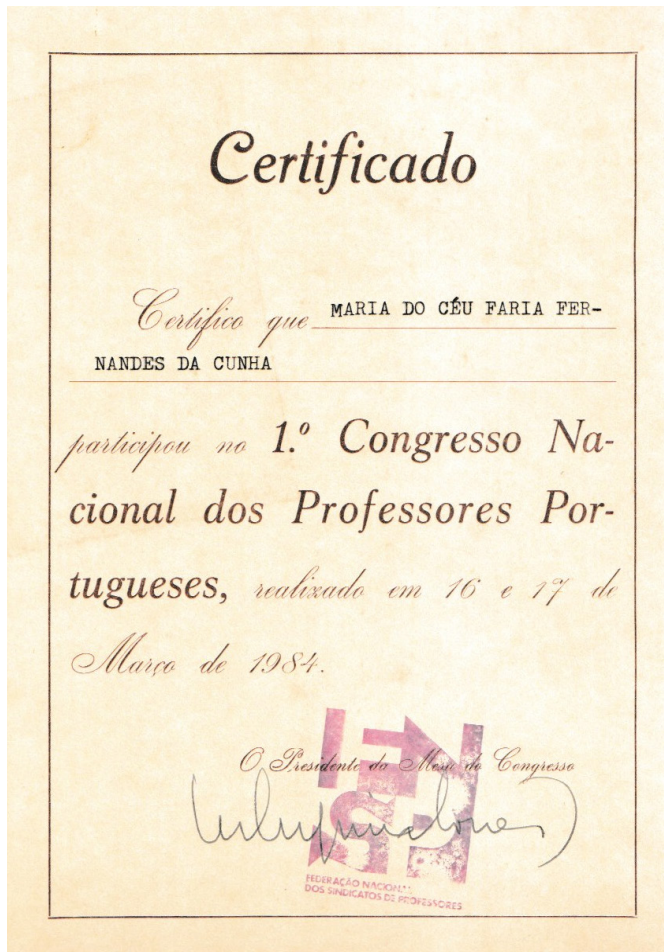 Certificado
Certifico que MARIA DO CÉU FARIA FER-
NANDES DA CUNHA
participou no 1.º Congresso Na-
cional dos Professores Por-
tugueses, realizado em 16 e 17 de
Março de 1984.
O Presidente da Mesa do Congresso
FEDERAÇÃO NACIONAL
DOS SINDICATOS DE PROFESSORES